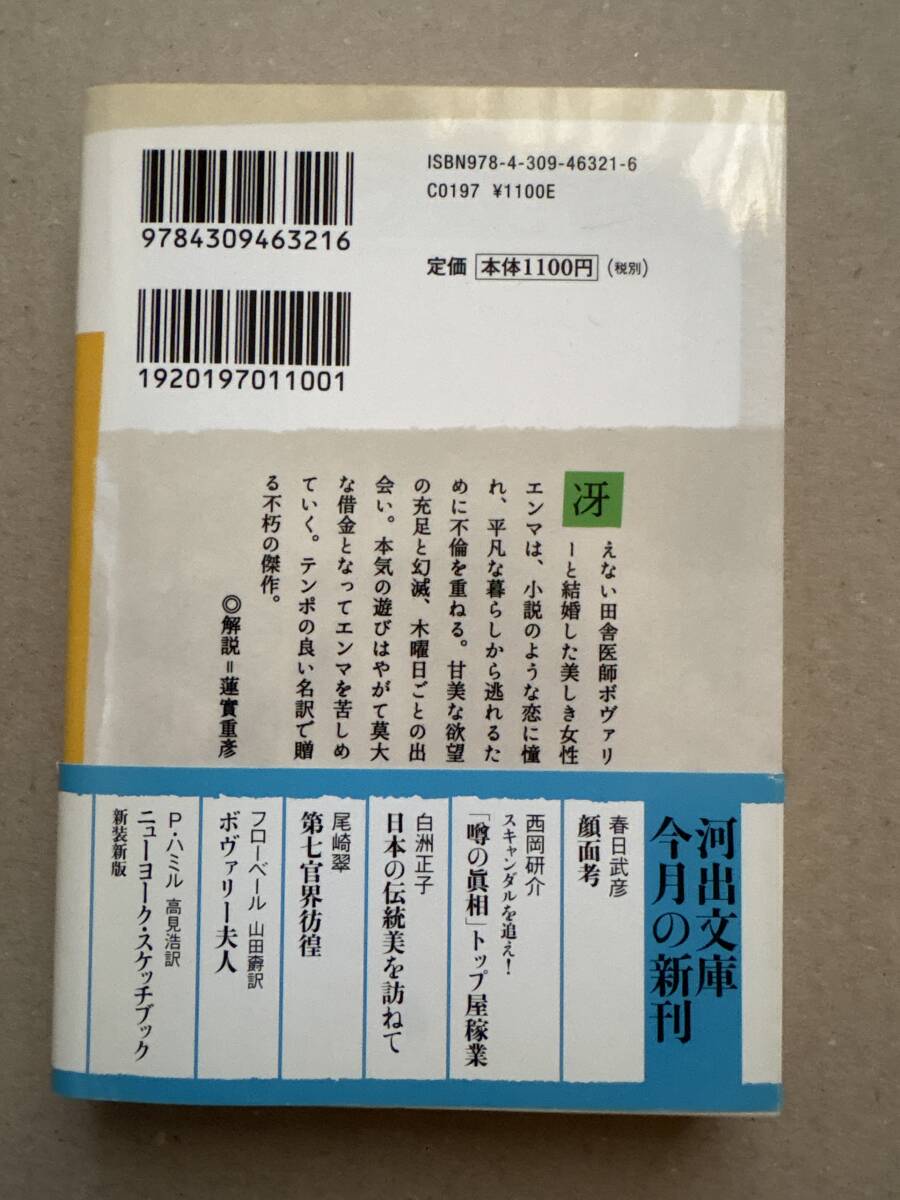 ISBN978-4-309-46321-6
C0197 ¥1100E
9784309463216
定価 本体1100円(税別)
1920197011001
冴えない田舎医師ボヴァリ
ーと結婚した美しき女性
エンマは、小説のような恋に憧
れ、平凡な暮らしから逃れるた
めに不倫を重ねる。甘美な欲望
の充足と幻滅、木曜日ごとの出
会い。本気の遊びはやがて莫大
な借金となってエンマを苦しめ
ていく。テンポの良い名訳で贈
る不朽の傑作。
◎解説=蓮實重彦
河出文庫
今月の新刊
春日武彦
顔面考
西岡研介
スキャンダルを追え!
「噂の眞相」トップ屋稼業
白洲正子
日本の伝統美を訪ねて
尾崎翠
第七官界彷徨
フローベール 山田𣝣訳
ボヴァリー夫人
P・ハミル 高見浩訳
ニューヨーク・スケッチブック
新装新版